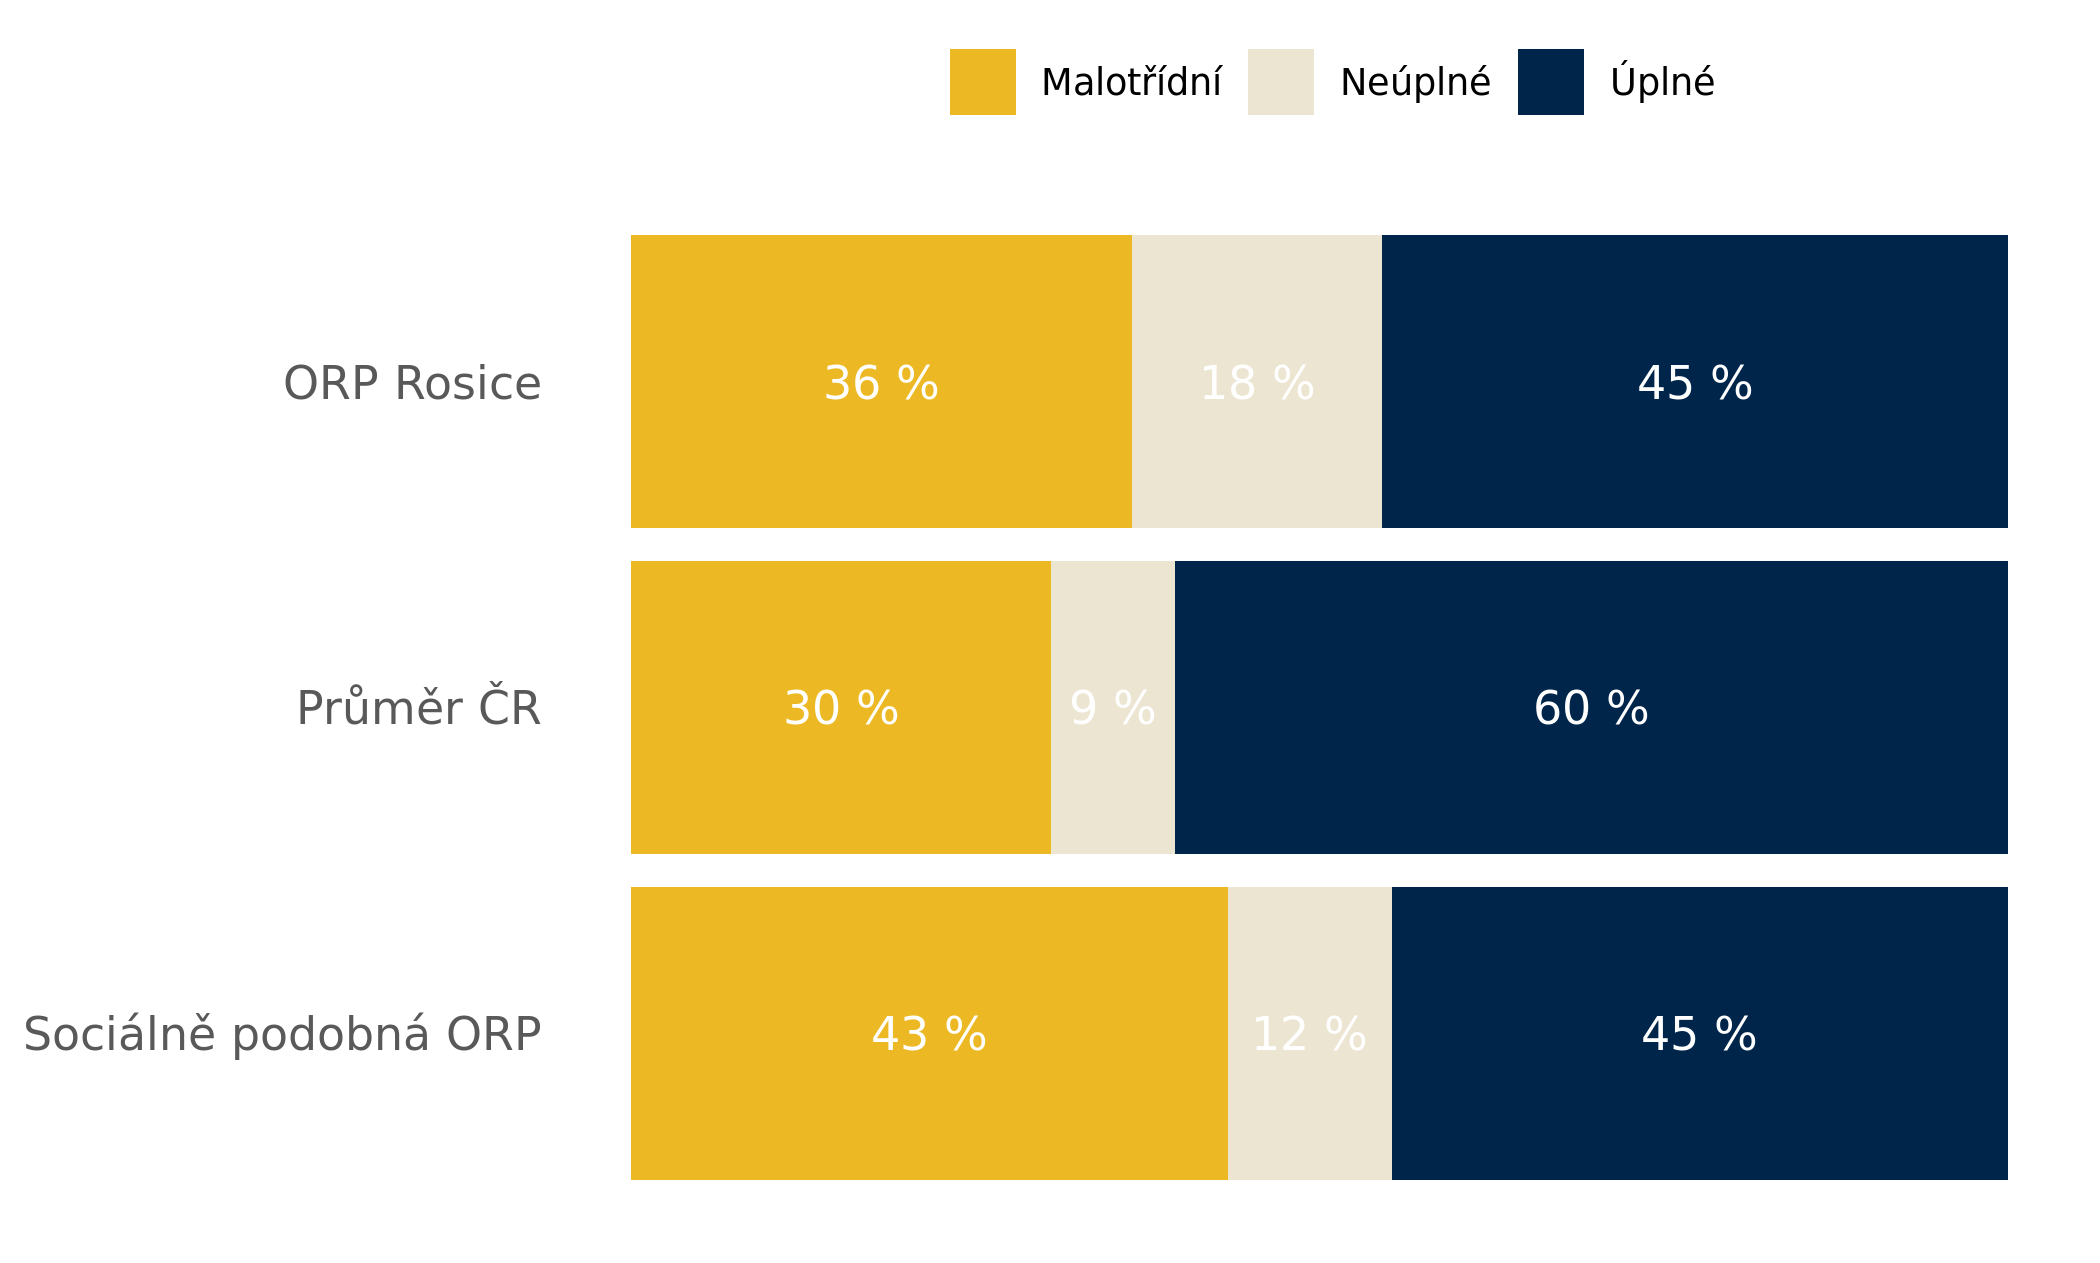 Malotřídní Neúplné Úplné
ORP Rosice 36 % 18 % 45 %
Průměr ČR 30 % 9 % 60 %
Sociálně podobná ORP 43 % 12 % 45 %